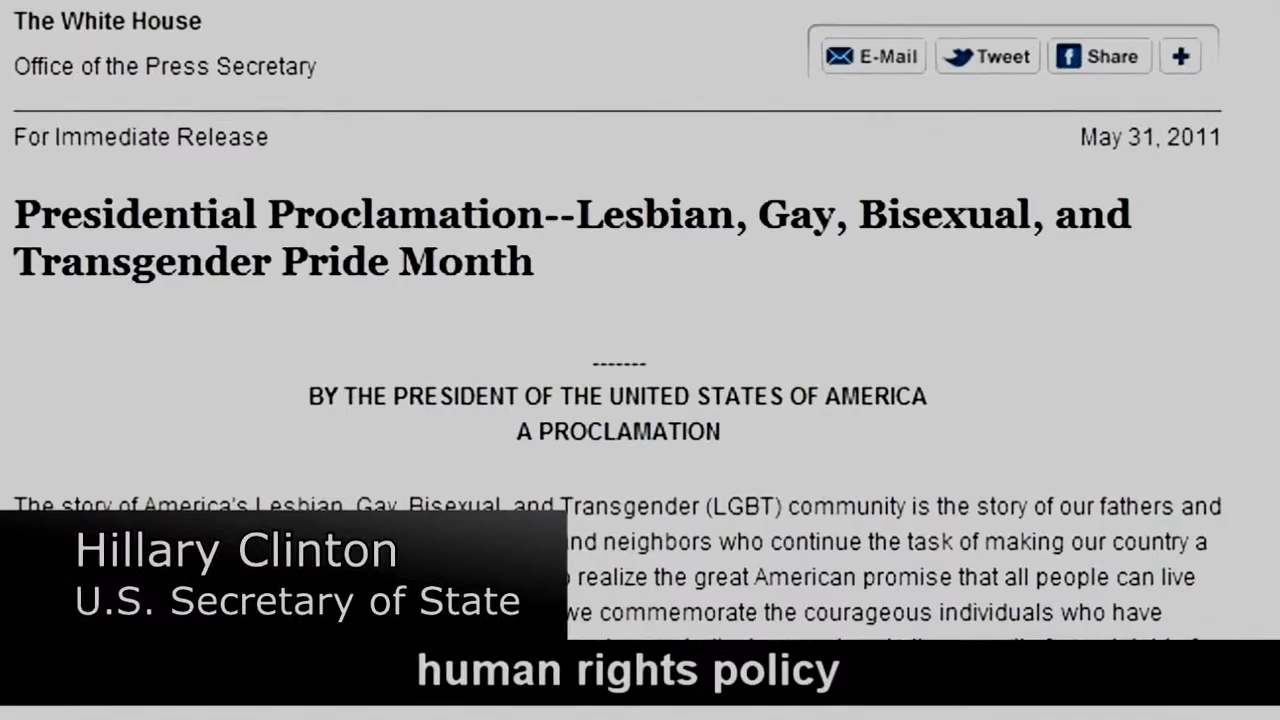 The White House
Office of the Press Secretary
E-Mail
Tweet
Share
For Immediate Release
May 31, 2011
Presidential Proclamation--Lesbian, Gay, Bisexual, and
Transgender Pride Month
-------
BY THE PRESIDENT OF THE UNITED STATES OF AMERICA
A PROCLAMATION
The story of America's Lesbian, Gay, Bisexual, and Transgender (LGBT) community is the story of our fathers and
and neighbors who continue the task of making our country a
realize the great American promise that all people can live
we commemorate the courageous individuals who have
Hillary Clinton
U.S. Secretary of State
human rights policy